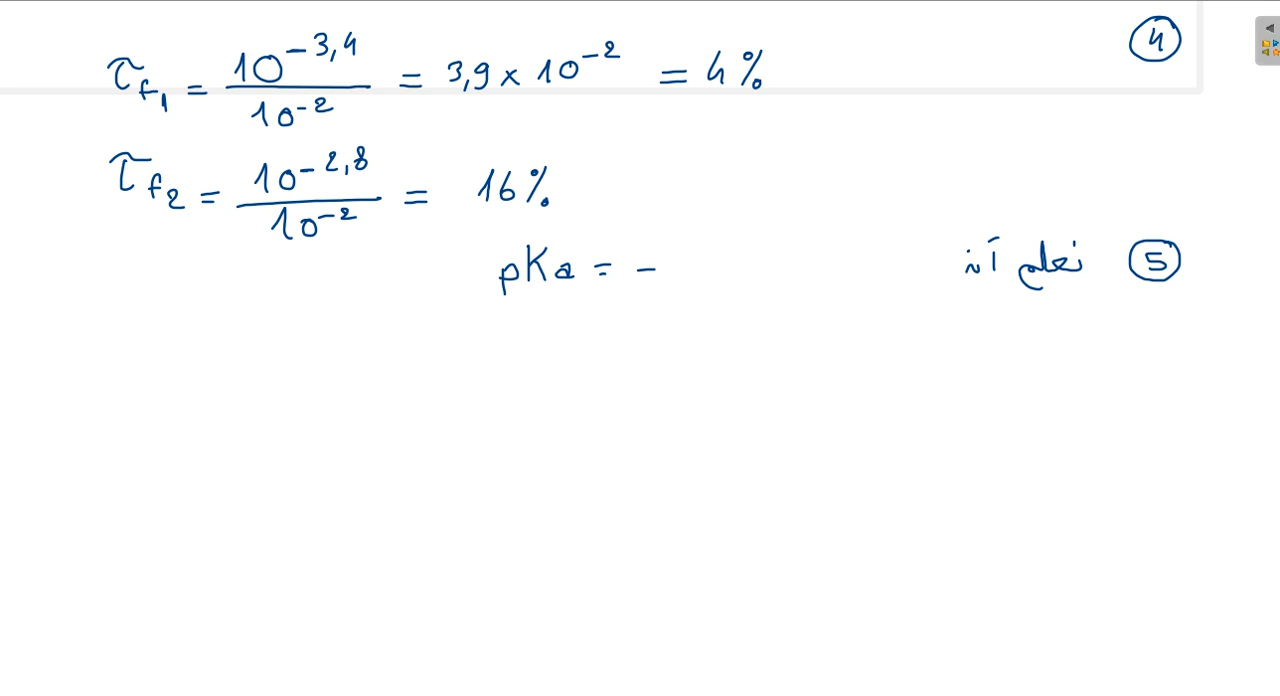 4
τf1 = 10^-3,4 / 10^-2 = 3,9 × 10^-2 = 4%
τf2 = 10^-2,8 / 10^-2 = 16%
5 نعلم أن pKa = -